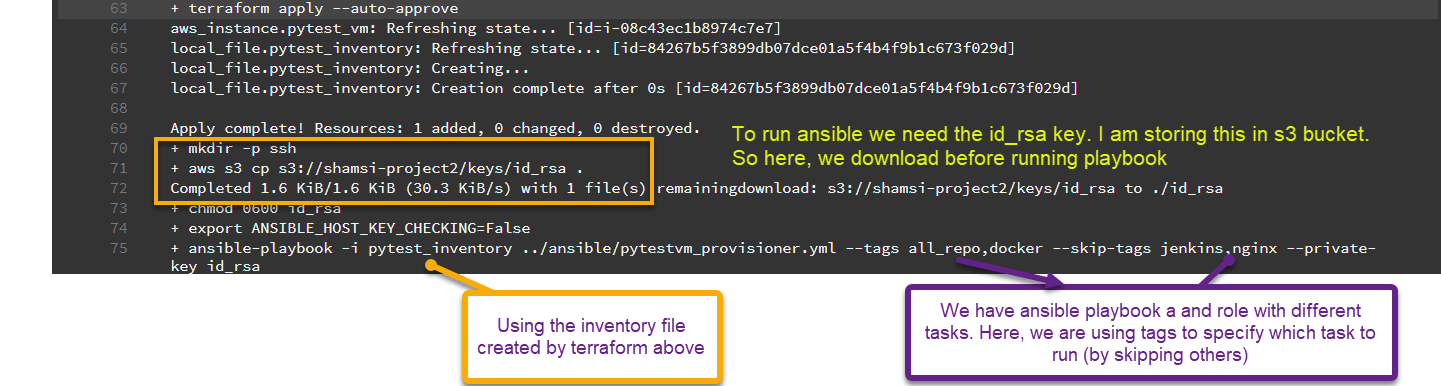 63 + terraform apply --auto-approve
64 aws_instance.pytest_vm: Refreshing state... [id=i-08c43ec1b8974c7e7]
65 local_file.pytest_inventory: Refreshing state... [id=84267b5f3899db07dce01a5f4b4f9b1c673f029d]
66 local_file.pytest_inventory: Creating...
67 local_file.pytest_inventory: Creation complete after 0s [id=84267b5f3899db07dce01a5f4b4f9b1c673f029d]
68
69 Apply complete! Resources: 1 added, 0 changed, 0 destroyed.
To run ansible we need the id_rsa key. I am storing this in s3 bucket.
So here, we download before running playbook
70 + mkdir -p ssh
71 + aws s3 cp s3://shamsi-project2/keys/id_rsa .
72 Completed 1.6 KiB/1.6 KiB (30.3 KiB/s) with 1 file(s) remainingdownload: s3://shamsi-project2/keys/id_rsa to ./id_rsa
73 + chmod 0600 id_rsa
74 + export ANSIBLE_HOST_KEY_CHECKING=False
75 + ansible-playbook -i pytest_inventory ../ansible/pytestvm_provisioner.yml --tags all_repo,docker --skip-tags jenkins,nginx --private-
key id_rsa
Using the inventory file
created by terraform above
We have ansible playbook a and role with different
tasks. Here, we are using tags to specify which task to
run (by skipping others)